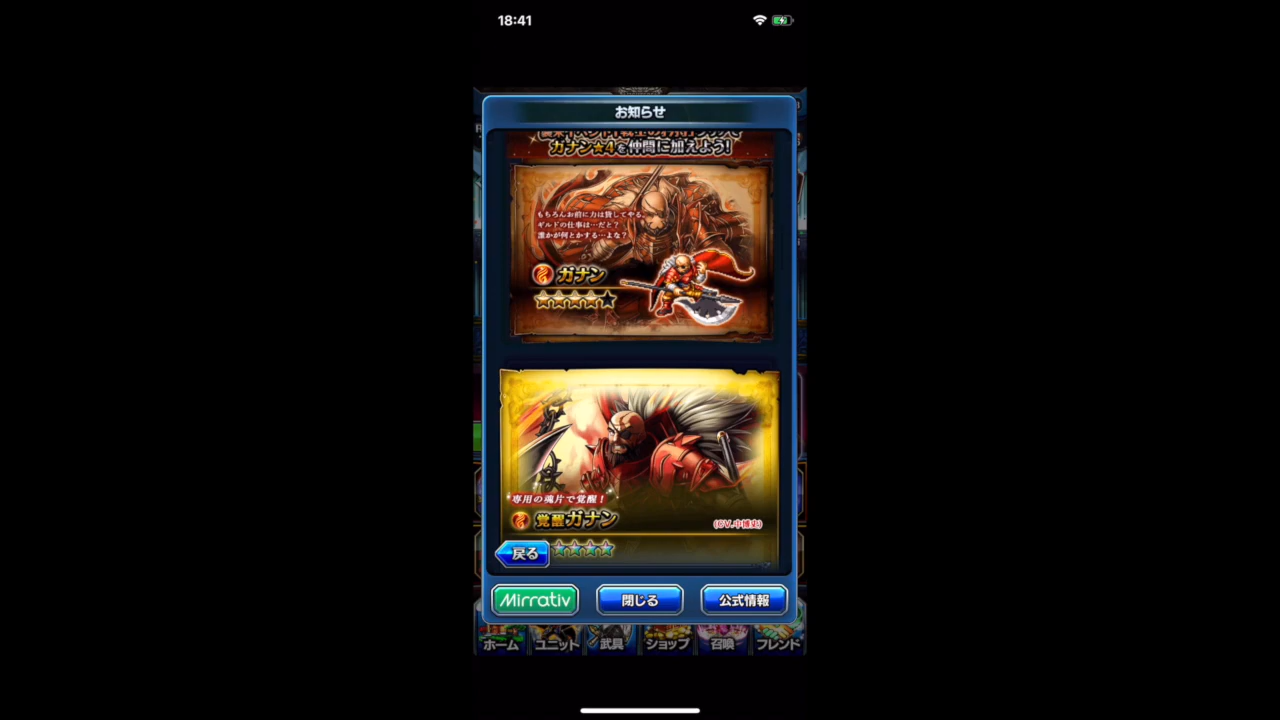 18:41
お知らせ
ガナン★4を仲間に加えよう!
もちろんお前に力は貸してやる。
ギルドの仕事は…だと?
誰かが何とかする…よな?
ガナン
専用の魂片で覚醒!
覚醒ガナン
(CV.中博史)
戻る
Mirrativ
閉じる
公式情報
ホーム
ユニット
武具
ショップ
召喚
フレンド